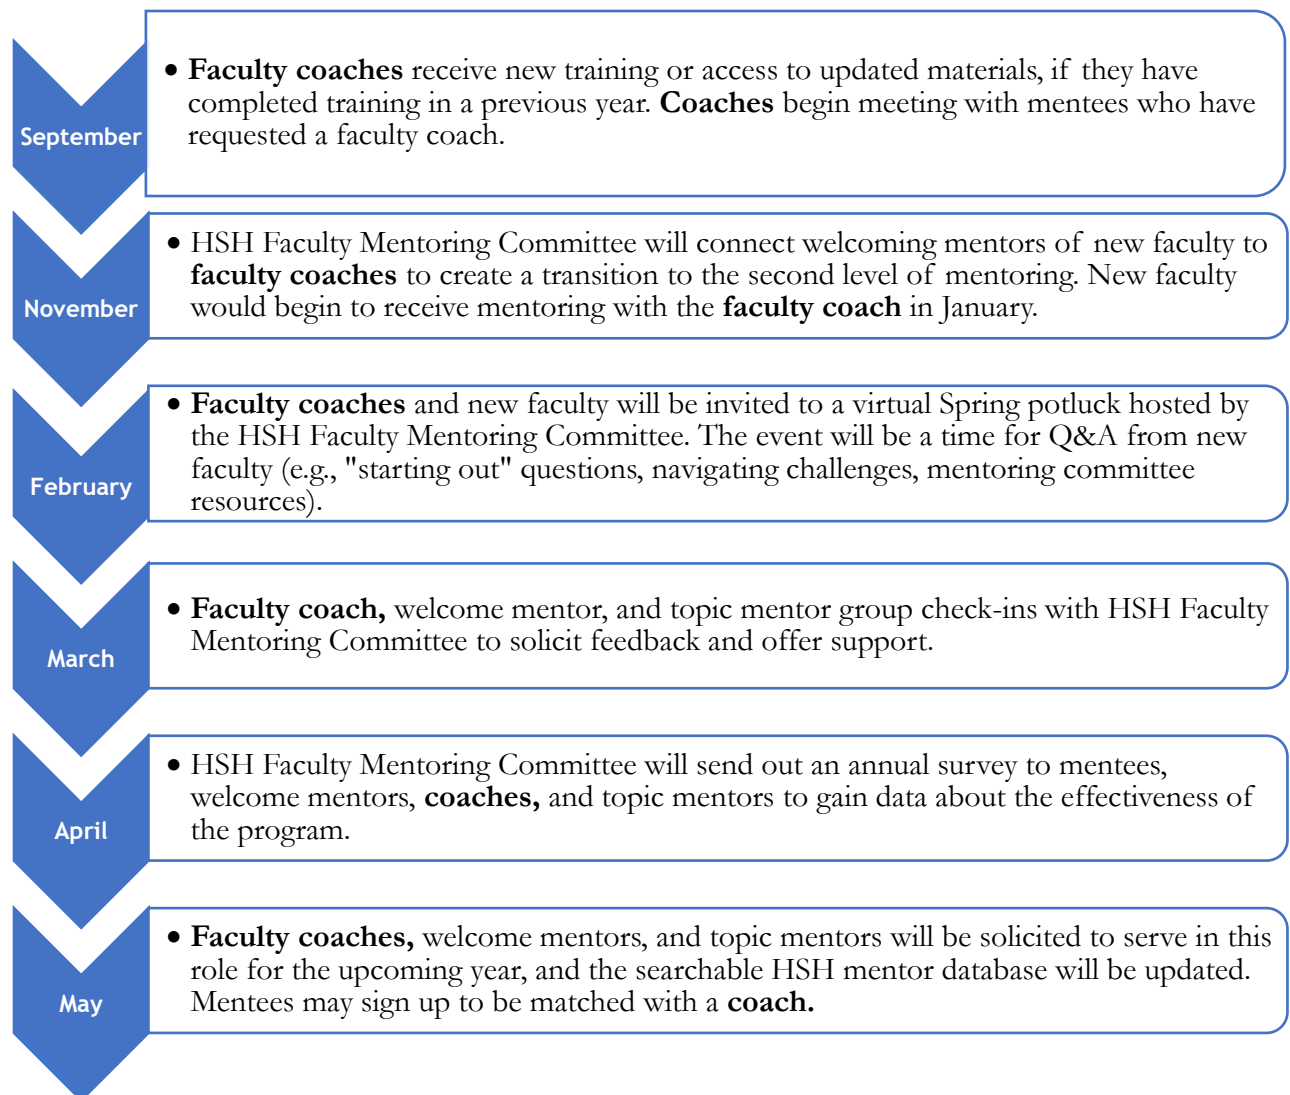 September
• Faculty coaches receive new training or access to updated materials, if they have
completed training in a previous year. Coaches begin meeting with mentees who have
requested a faculty coach.
November
• HSH Faculty Mentoring Committee will connect welcoming mentors of new faculty to
faculty coaches to create a transition to the second level of mentoring. New faculty
would begin to receive mentoring with the faculty coach in January.
February
• Faculty coaches and new faculty will be invited to a virtual Spring potluck hosted by
the HSH Faculty Mentoring Committee. The event will be a time for Q&A from new
faculty (e.g., "starting out" questions, navigating challenges, mentoring committee
resources).
March
• Faculty coach, welcome mentor, and topic mentor group check-ins with HSH Faculty
Mentoring Committee to solicit feedback and offer support.
April
• HSH Faculty Mentoring Committee will send out an annual survey to mentees,
welcome mentors, coaches, and topic mentors to gain data about the effectiveness of
the program.
May
• Faculty coaches, welcome mentors, and topic mentors will be solicited to serve in this
role for the upcoming year, and the searchable HSH mentor database will be updated.
Mentees may sign up to be matched with a coach.